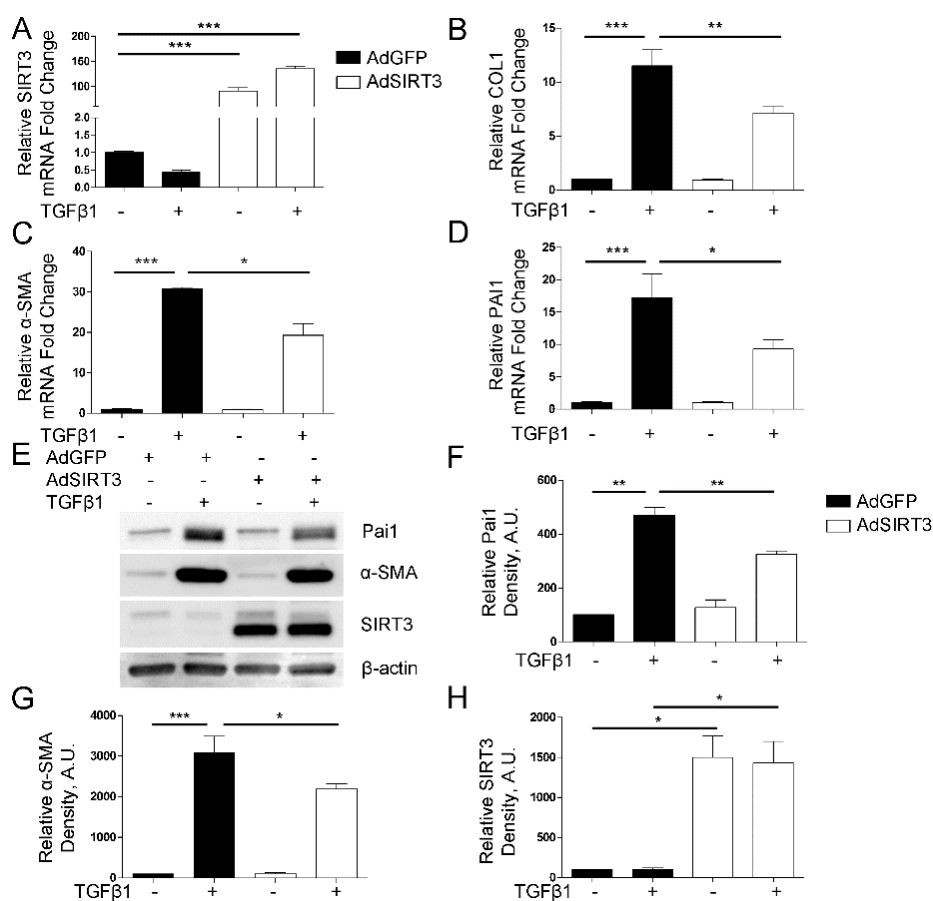 A
Relative SIRT3
mRNA Fold Change
160
100
2.0
1.5
1.0
0.5
0.0
***
***
AdGFP
AdSIRT3
TGFβ1 - + - +
B
Relative COL1
mRNA Fold Change
15
10
5
0
*** **
TGFβ1 - + - +
C
Relative α-SMA
mRNA Fold Change
40
30
20
10
0
*** *
TGFβ1 - + - +
D
Relative PAI1
mRNA Fold Change
25
20
15
10
5
0
*** *
TGFβ1 - + - +
E
AdGFP + + - -
AdSIRT3 - - + +
TGFβ1 - + - +
Pai1
α-SMA
SIRT3
β-actin
F
Relative Pai1
Density, A.U.
600
400
200
0
** **
AdGFP
AdSIRT3
TGFβ1 - + - +
G
Relative α-SMA
Density, A.U.
4000
3000
2000
1000
0
*** *
TGFβ1 - + - +
H
Relative SIRT3
Density, A.U.
2000
1500
1000
500
0
*
*
TGFβ1 - + - +